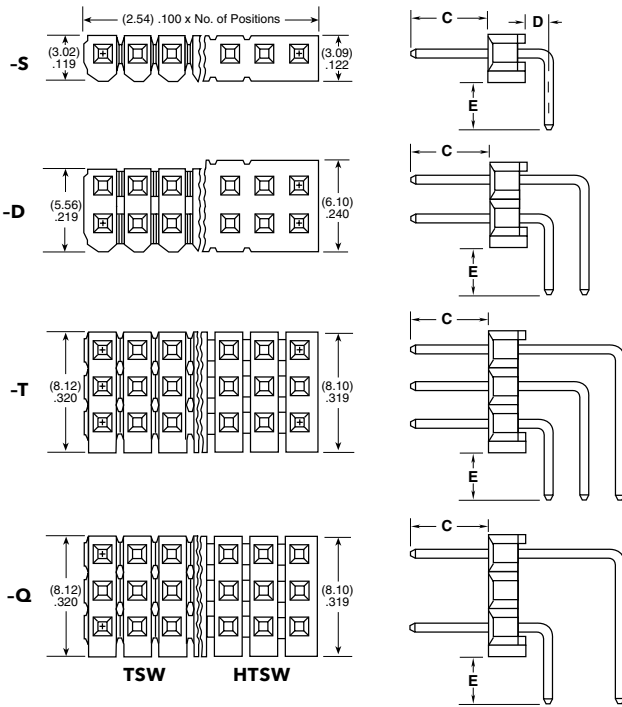 (2.54) .100 x No. of Positions
-S
(3.02)
.119
(3.09)
.122
C
D
E
-D
(5.56)
.219
(6.10)
.240
C
E
-T
(8.12)
.320
(8.10)
.319
C
E
-Q
(8.12)
.320
(8.10)
.319
C
E
TSW
HTSW